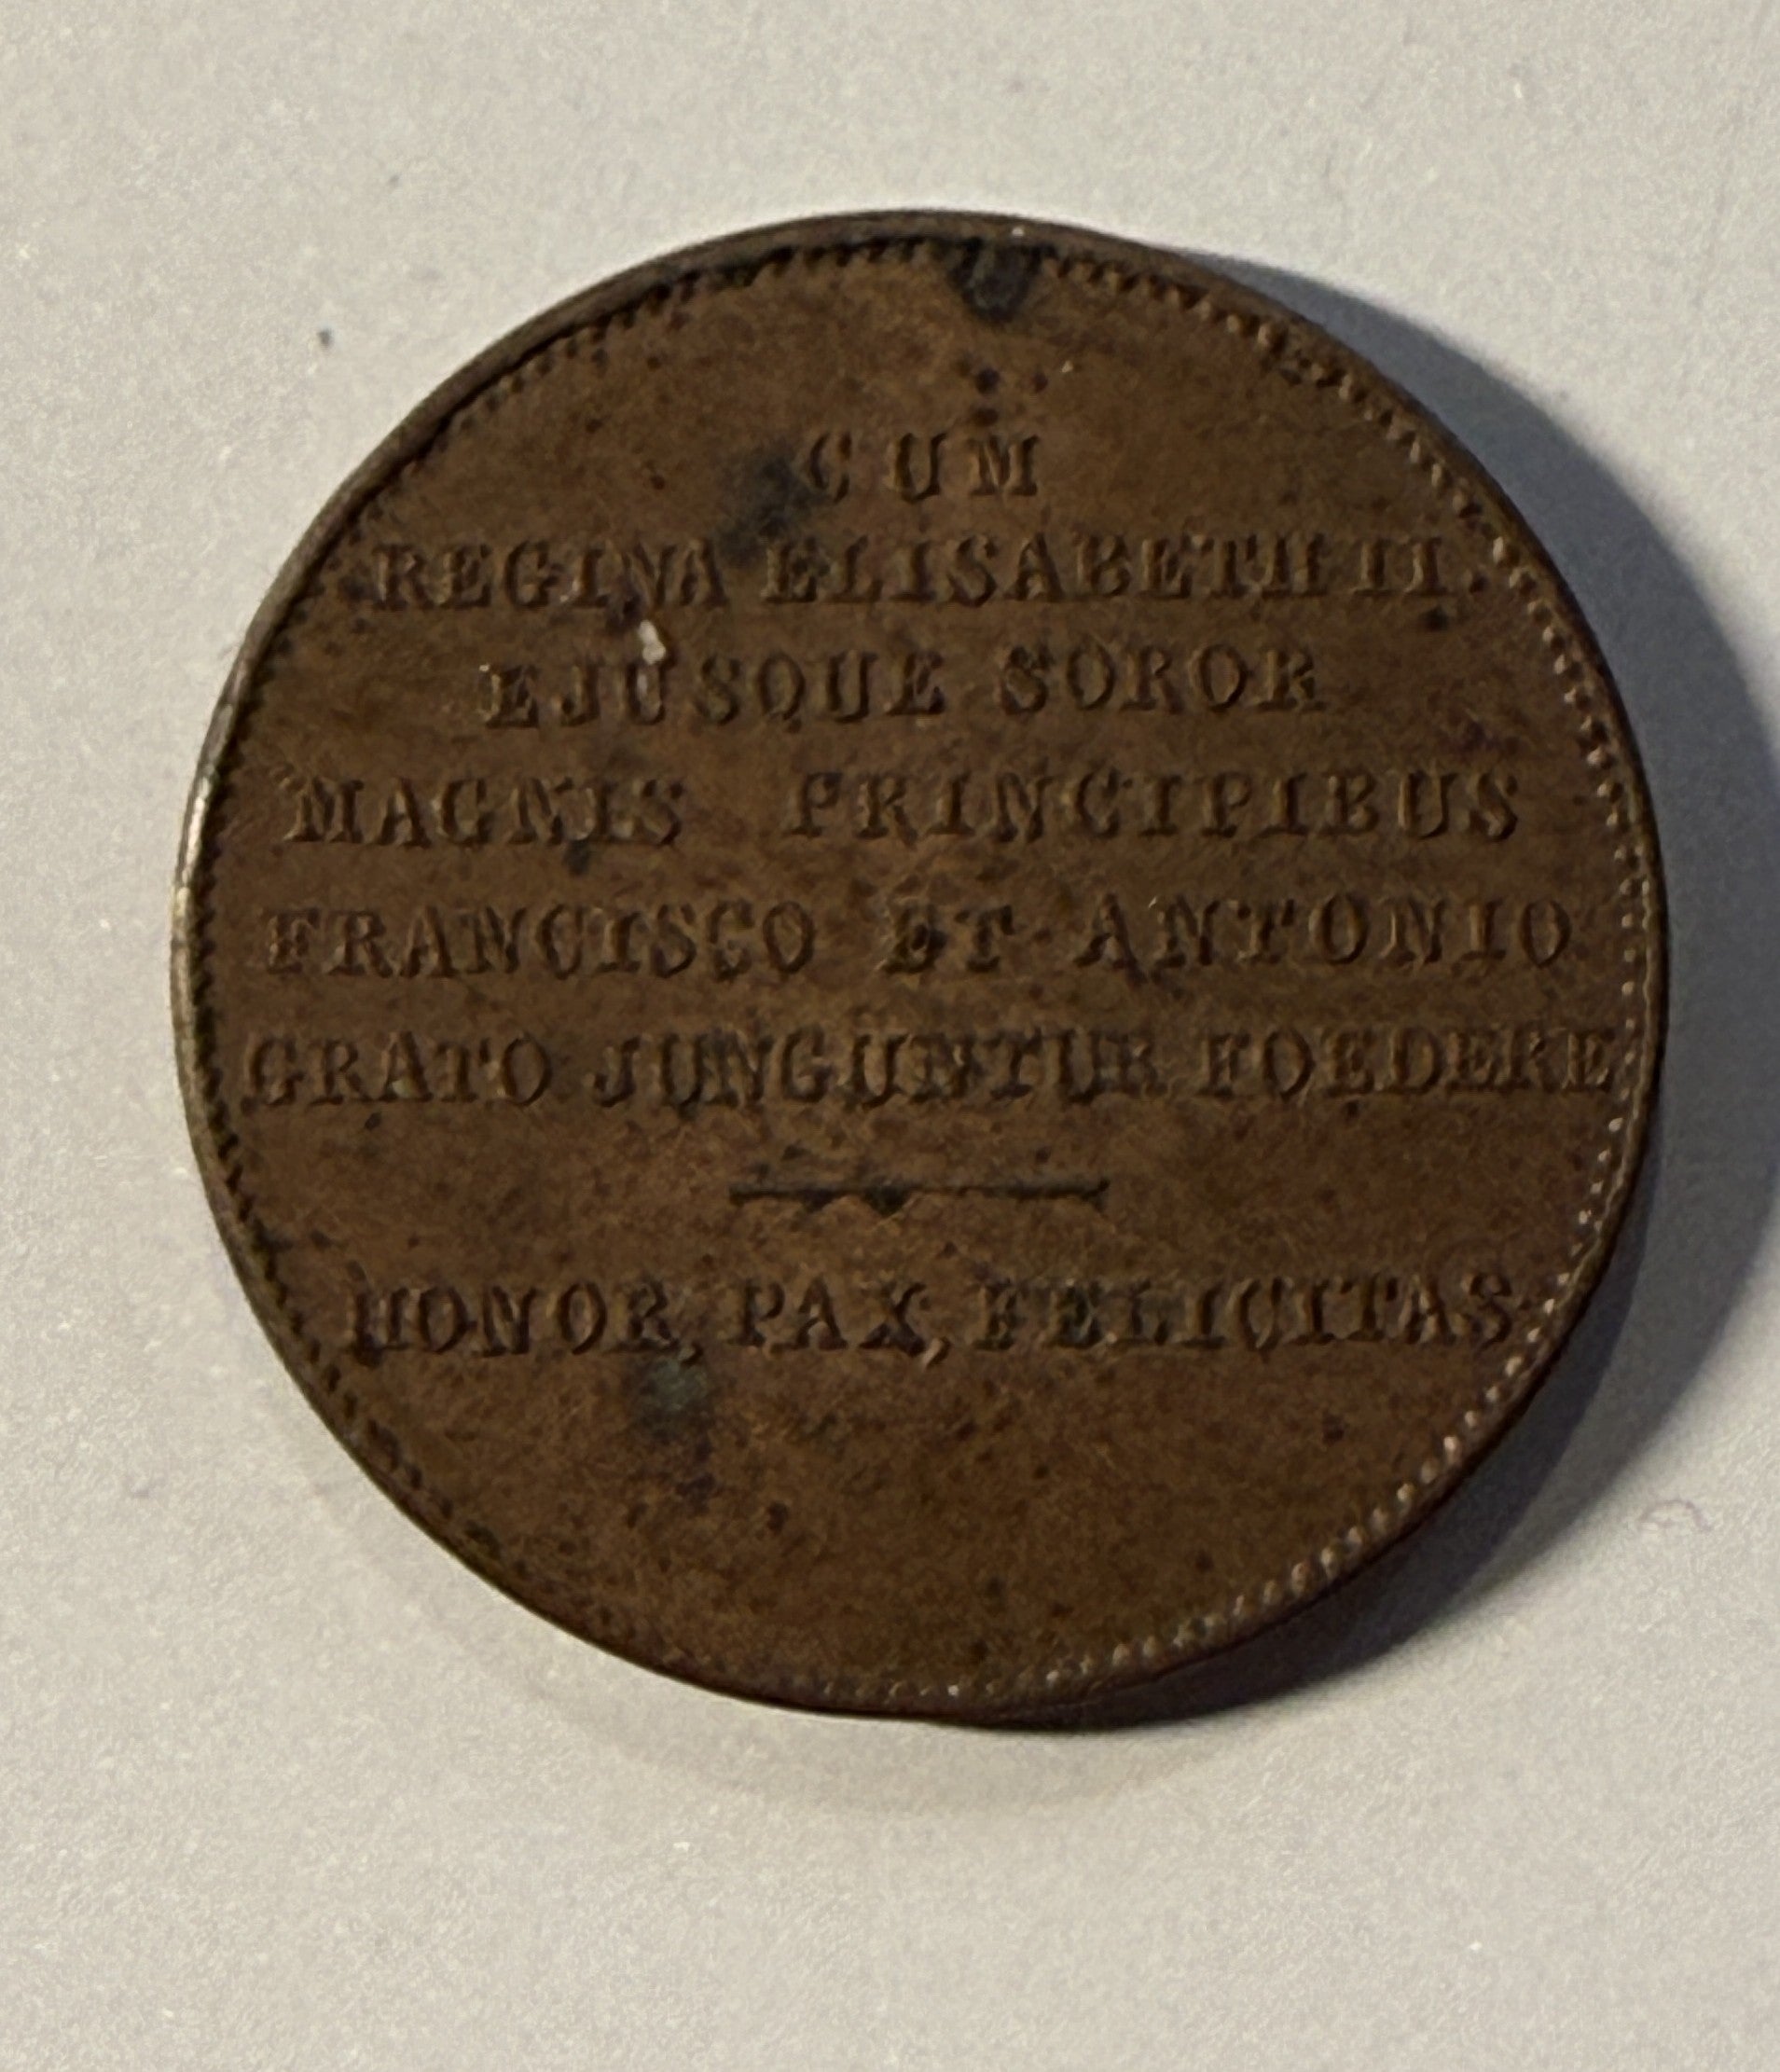 CUM
REGINA ELISABETH II.
EJUSQUE SOROR
MAGNIS PRINCIPIBUS
FRANCISCO ET ANTONIO
GRATO JUNGUNTUR FOEDERE
HONOR, PAX, FELICITAS